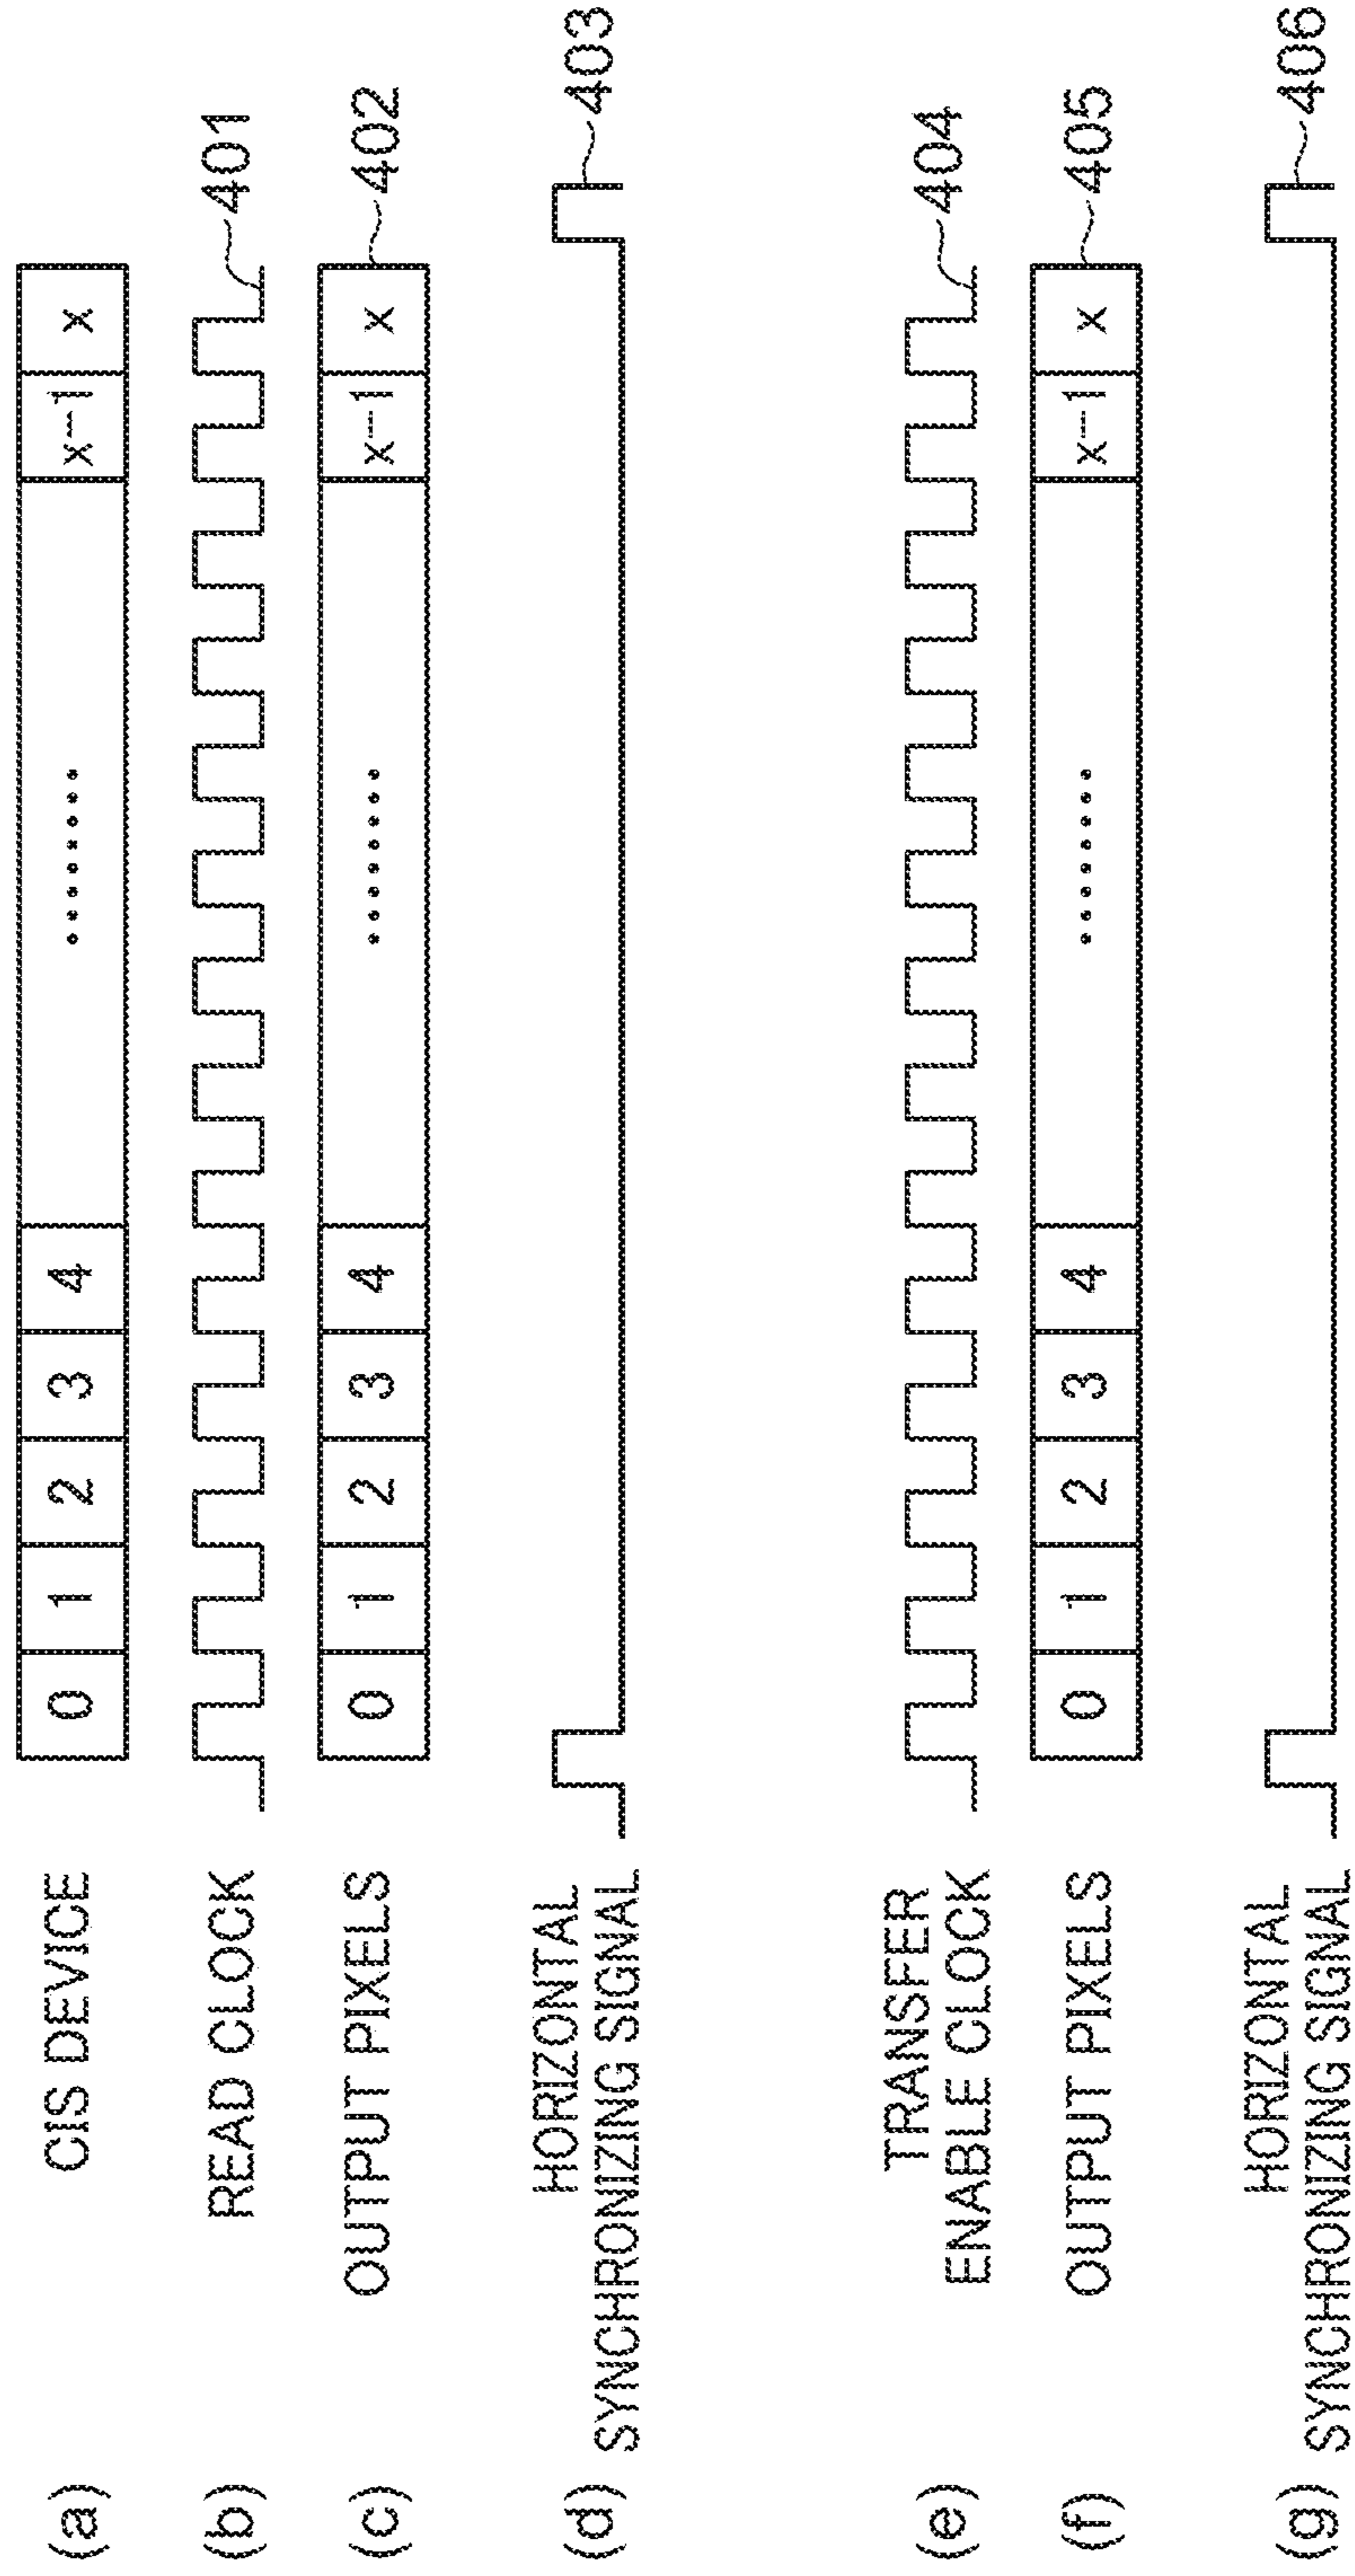 (a) CIS DEVICE 0 1 2 3 4 ........ x-1 x
(b) READ CLOCK 401
(c) OUTPUT PIXELS 0 1 2 3 4 ........ x-1 x 402
(d) HORIZONTAL
SYNCHRONIZING SIGNAL 403
(e) TRANSFER
ENABLE CLOCK 404
(f) OUTPUT PIXELS 0 1 2 3 4 ........ x-1 x 405
(g) HORIZONTAL
SYNCHRONIZING SIGNAL 406